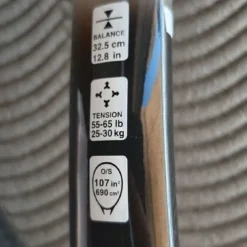 BALANCE
32.5 cm
12.8 in
TENSION
55-65 lb
25-30 kg
O/S
107 in²
690 cm²